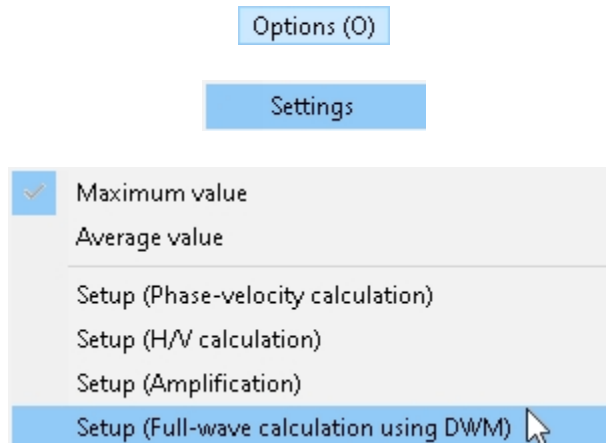 Options (O)
Settings
Maximum value
Average value
Setup (Phase-velocity calculation)
Setup (H/V calculation)
Setup (Amplification)
Setup (Full-wave calculation using DWM)